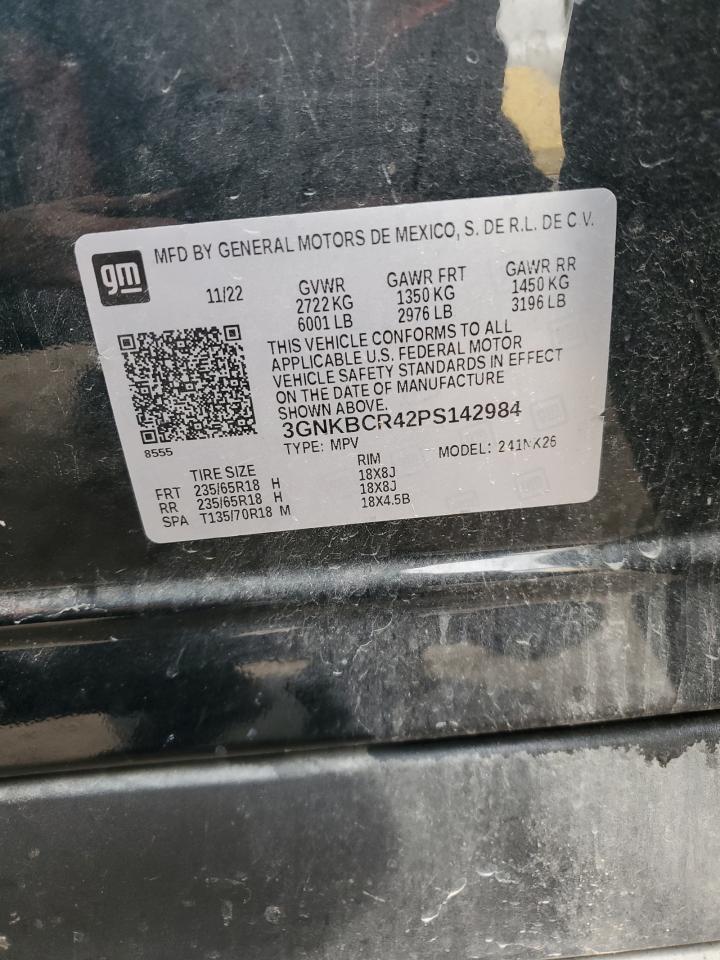 gm MFD BY GENERAL MOTORS DE MEXICO, S. DE R.L. DE C V.
11/22 GVWR GAWR FRT GAWR RR
2722 KG 1350 KG 1450 KG
6001 LB 2976 LB 3196 LB
THIS VEHICLE CONFORMS TO ALL
APPLICABLE U.S. FEDERAL MOTOR
VEHICLE SAFETY STANDARDS IN EFFECT
ON THE DATE OF MANUFACTURE
SHOWN ABOVE.
3GNKBCR42PS142984
8555 TYPE: MPV MODEL: 241NK26
TIRE SIZE RIM
FRT 235/65R18 H 18X8J
RR 235/65R18 H 18X8J
SPA T135/70R18 M 18X4.5B